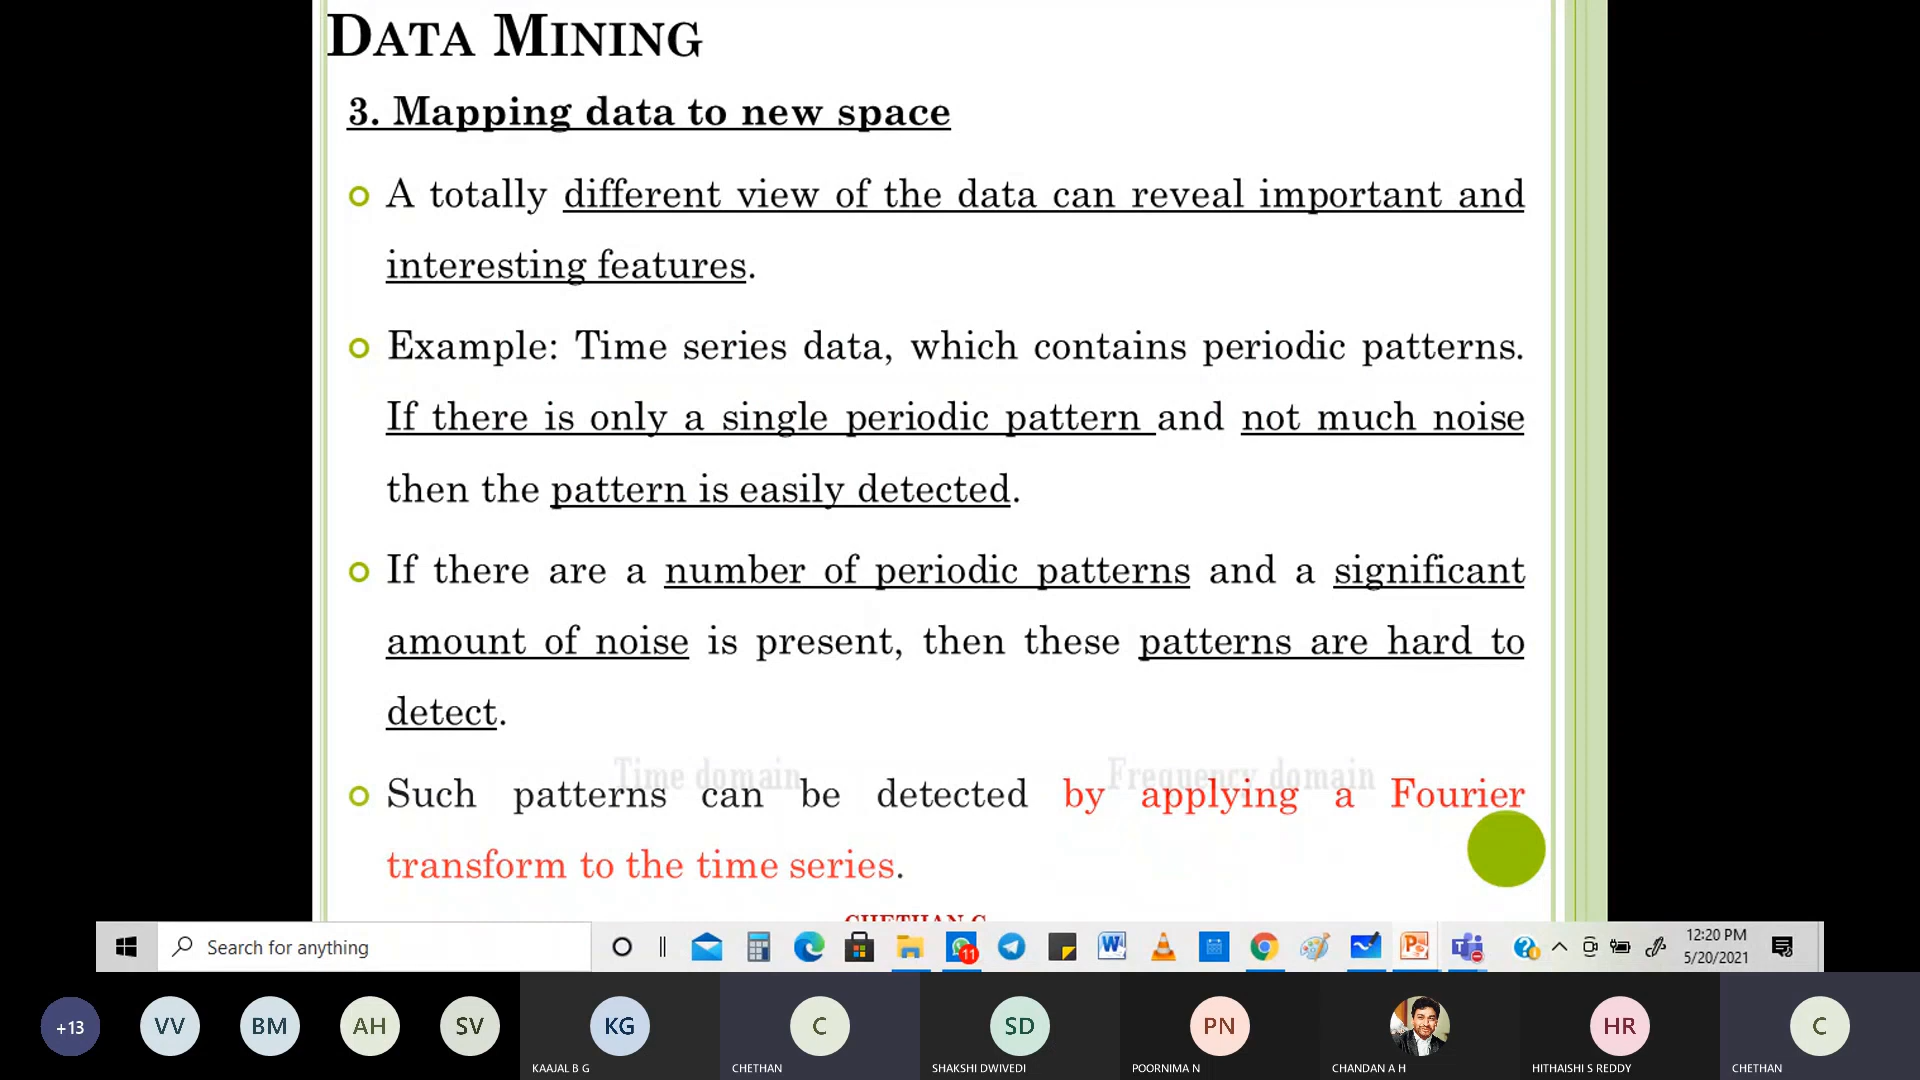 DATA MINING
3. Mapping data to new space
A totally different view of the data can reveal important and
interesting features.
Example: Time series data, which contains periodic patterns.
If there is only a single periodic pattern and not much noise
then the pattern is easily detected.
If there are a number of periodic patterns and a significant
amount of noise is present, then these patterns are hard to
detect.
Time domain Frequency domain
Such patterns can be detected by applying a Fourier
transform to the time series.
CHETHAN C
Search for anything
11
12:20 PM
5/20/2021
+13 VV BM AH SV KG C SD PN HR C
KAAJAL B G CHETHAN SHAKSHI DWIVEDI POORNIMA N CHANDAN A H HITHAISHI S REDDY CHETHAN